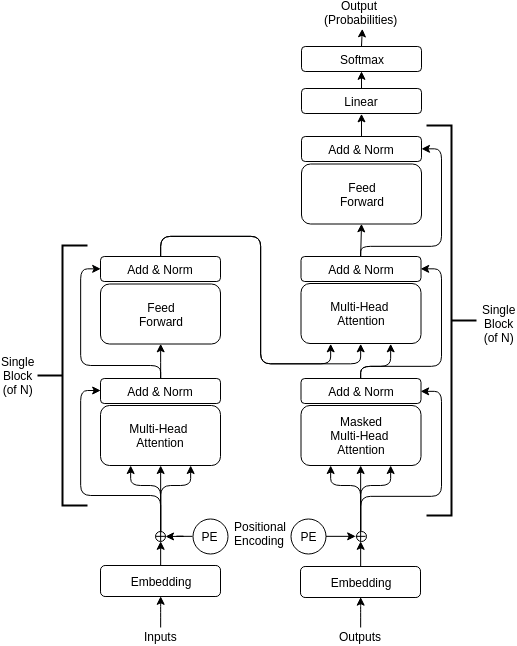 Output
(Probabilities)
Softmax
Linear
Add & Norm
Feed
Forward
Add & Norm
Add & Norm
Feed
Forward
Multi-Head
Attention
Single
Block
(of N)
Single
Block
(of N)
Add & Norm
Add & Norm
Multi-Head
Attention
Masked
Multi-Head
Attention
PE
Positional
Encoding
PE
Embedding
Embedding
Inputs
Outputs